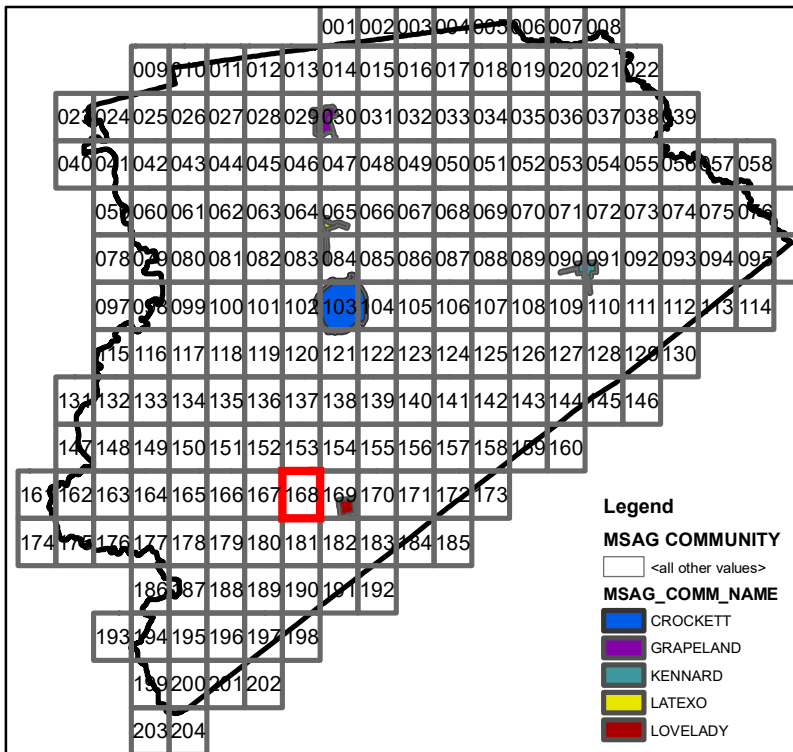 001 002 003 004 005 006 007 008
009 010 011 012 013 014 015 016 017 018 019 020 021 022
023 024 025 026 027 028 029 030 031 032 033 034 035 036 037 038 039
040 041 042 043 044 045 046 047 048 049 050 051 052 053 054 055 056 057 058
059 060 061 062 063 064 065 066 067 068 069 070 071 072 073 074 075 076
078 079 080 081 082 083 084 085 086 087 088 089 090 091 092 093 094 095
097 098 099 100 101 102 103 104 105 106 107 108 109 110 111 112 113 114
115 116 117 118 119 120 121 122 123 124 125 126 127 128 129 130
131 132 133 134 135 136 137 138 139 140 141 142 143 144 145 146
147 148 149 150 151 152 153 154 155 156 157 158 159 160
161 162 163 164 165 166 167 168 169 170 171 172 173
174 175 176 177 178 179 180 181 182 183 184 185
186 187 188 189 190 191 192
193 194 195 196 197 198
199 200 201 202
203 204
Legend
MSAG COMMUNITY
<all other values>
MSAG_COMM_NAME
CROCKETT
GRAPELAND
KENNARD
LATEXO
LOVELADY